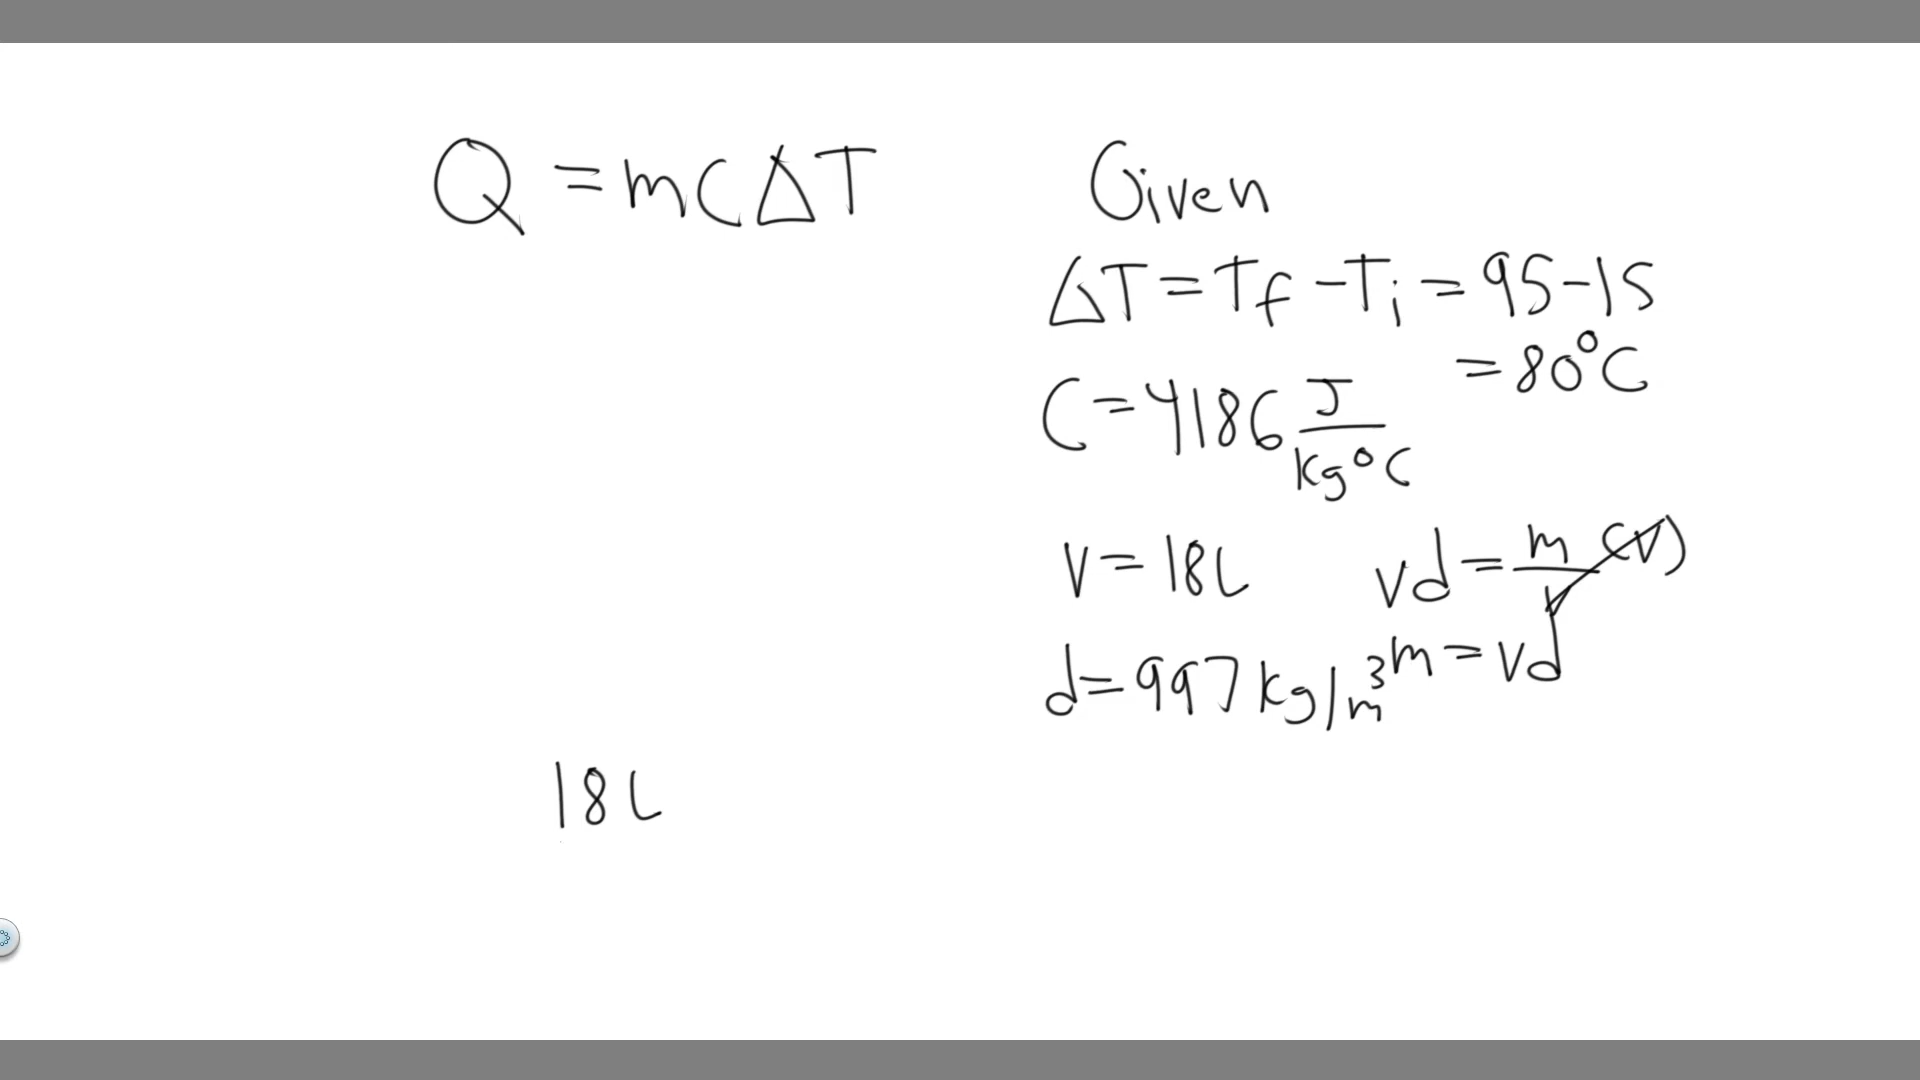 Q = mCΔT
Given
ΔT = Tf - Ti = 95 - 15
= 80°C
C = 4186 J/kg°C
V = 18L
Vd = m/V (V)
d = 997 kg/m³
m = Vd
18L